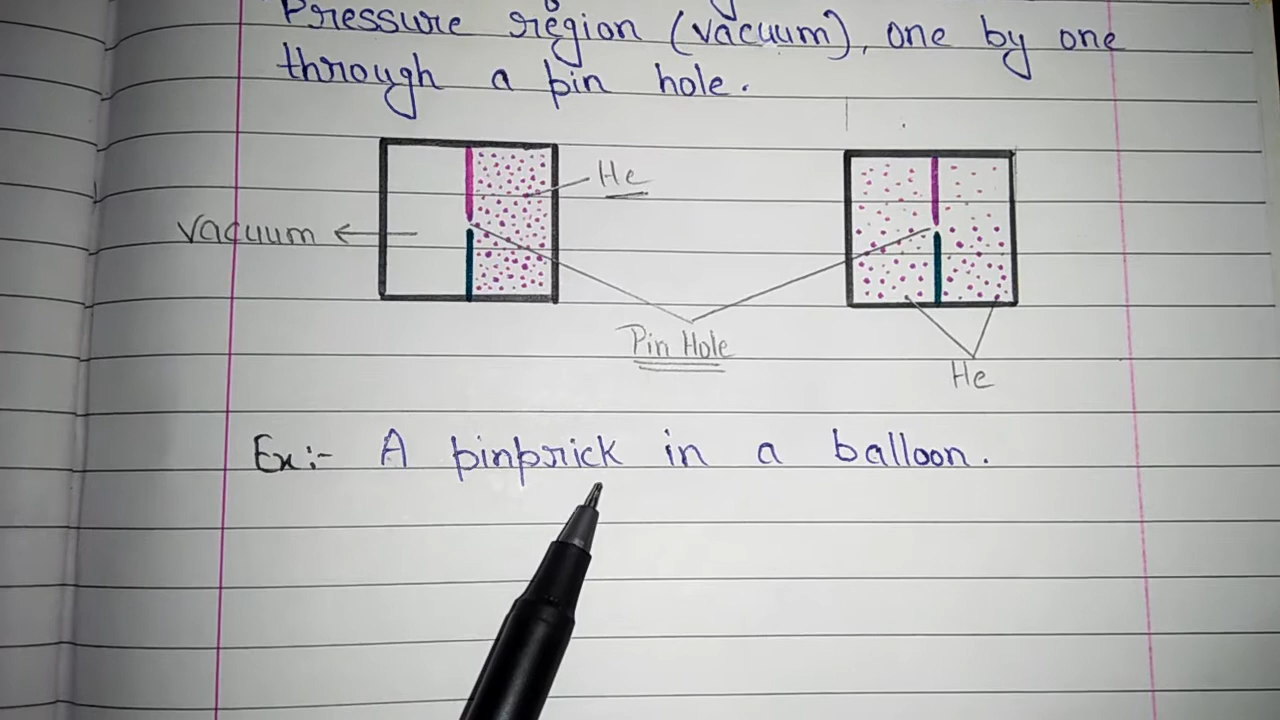 Pressure region (vacuum), one by one
through a pin hole.
He
Vacuum
Pin Hole
He
Ex:- A pinprick in a balloon.